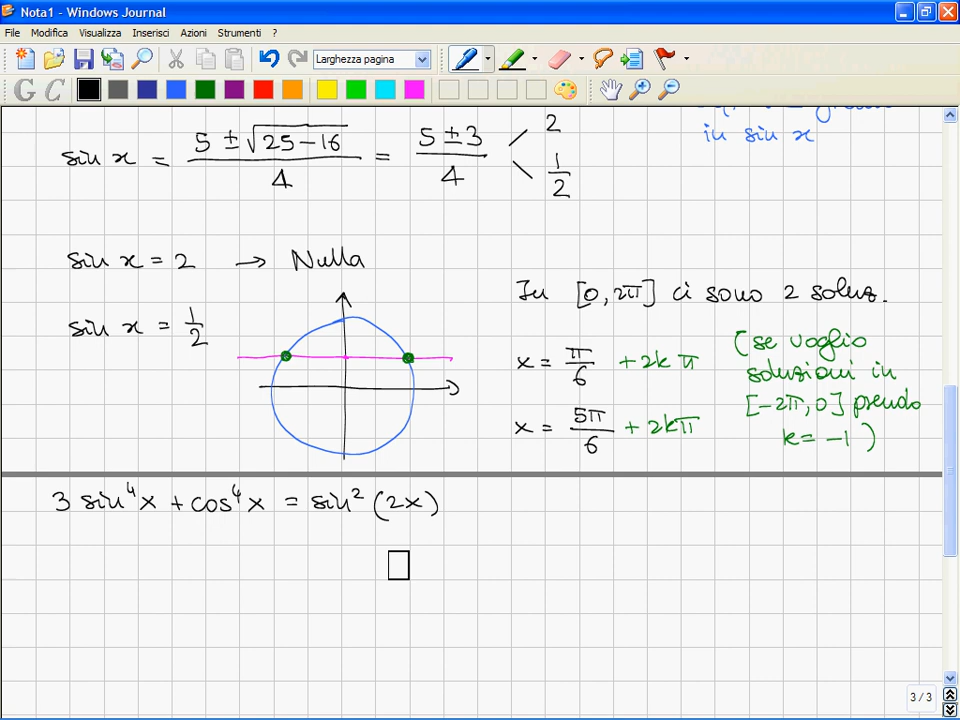 Nota1 - Windows Journal
File Modifica Visualizza Inserisci Azioni Strumenti ?
Larghezza pagina
in sin x
sin x = (5 ± √(25-16))/4 = (5 ± 3)/4 2
1/2
sin x = 2 → Nulla
sin x = 1/2
In [0, 2π] ci sono 2 soluz.
x = π/6 + 2kπ
x = 5π/6 + 2kπ
(se voglio
soluzioni in
[-2π, 0] prendo
k = -1)
3 sin⁴x + cos⁴x = sin²(2x)
3 / 3